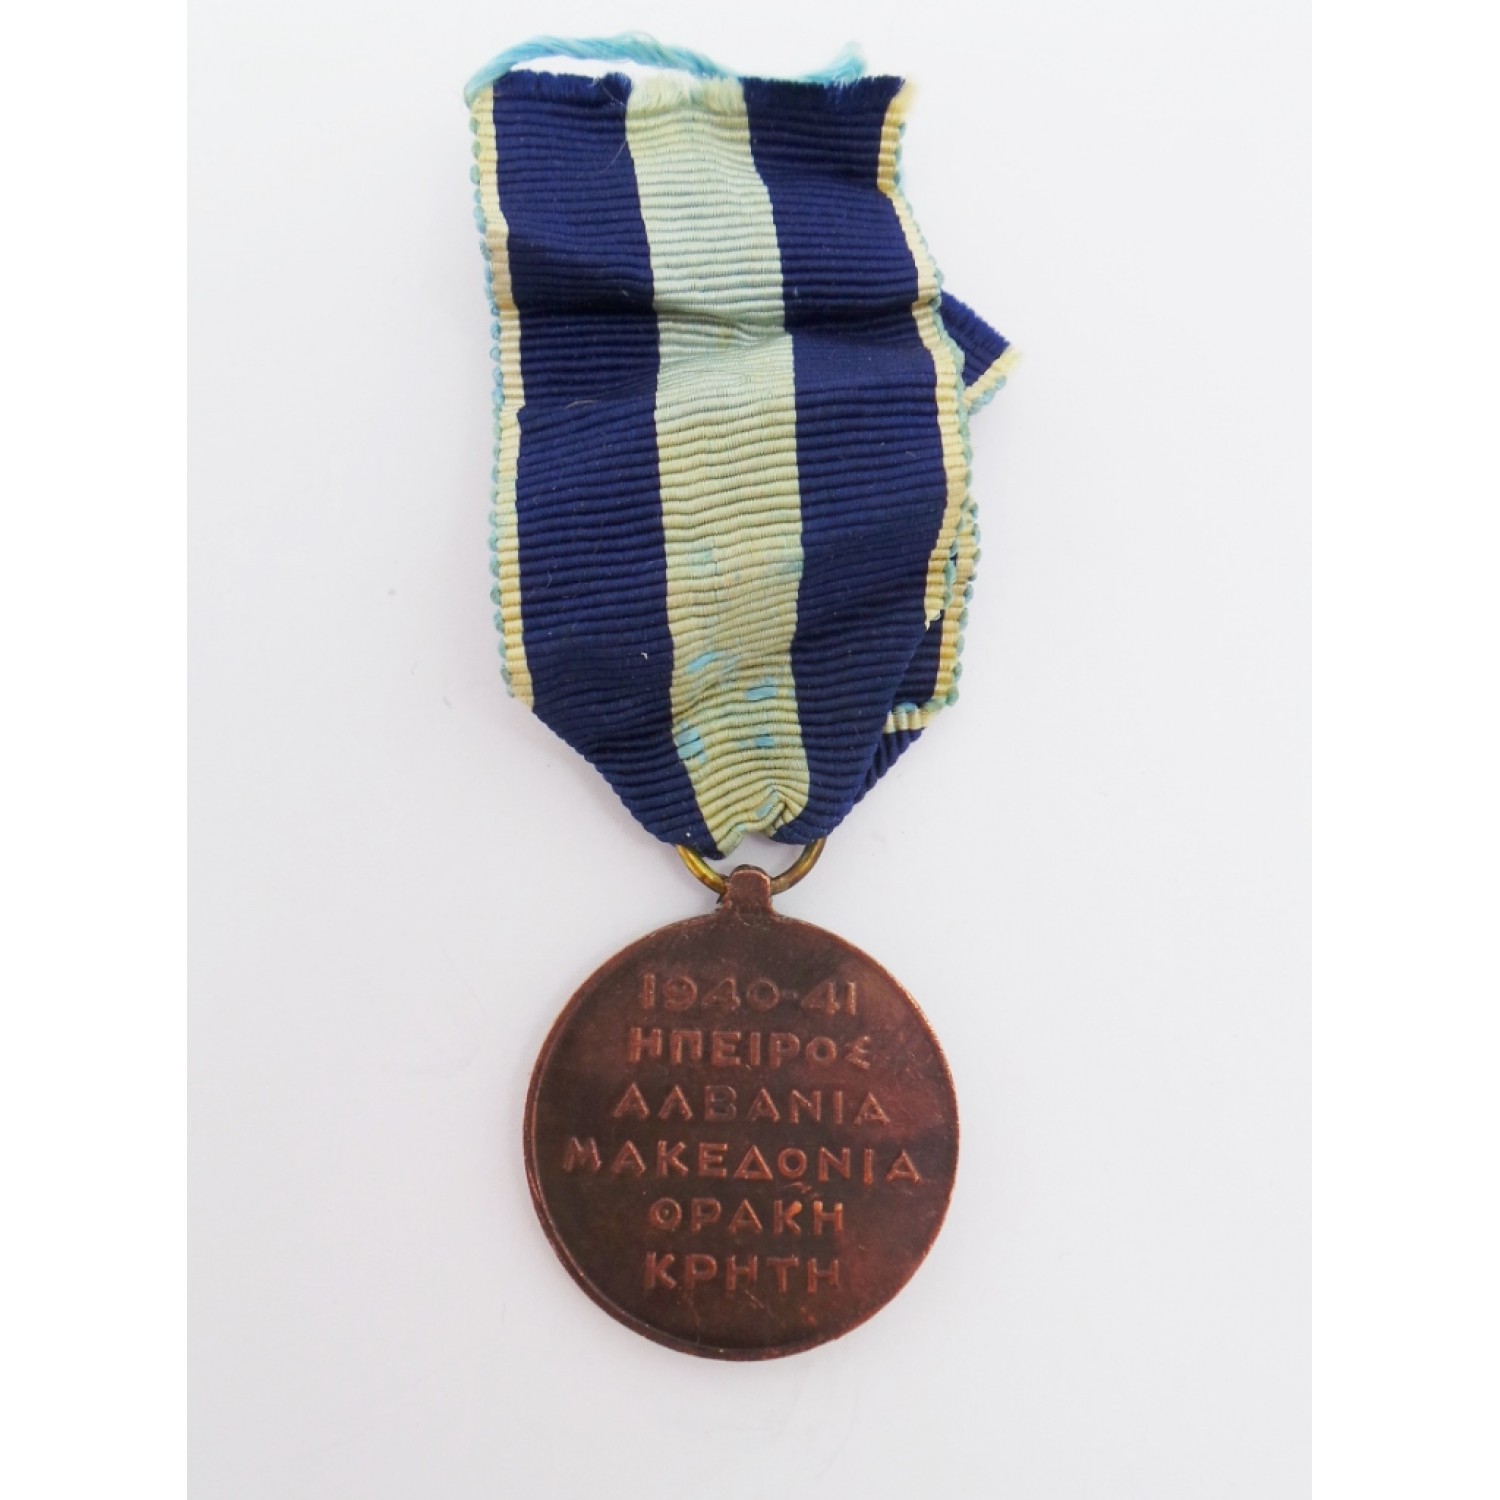 1940-41
ΗΠΕΙΡΟΣ
ΑΛΒΑΝΙΑ
ΜΑΚΕΔΟΝΙΑ
ΘΡΑΚΗ
ΚΡΗΤΗ